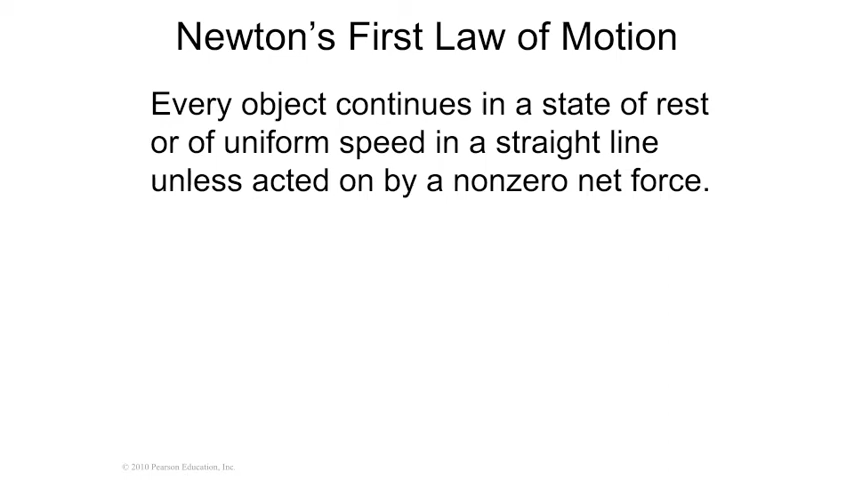 Newton’s First Law of Motion
Every object continues in a state of rest
or of uniform speed in a straight line
unless acted on by a nonzero net force.
© 2010 Pearson Education, Inc.